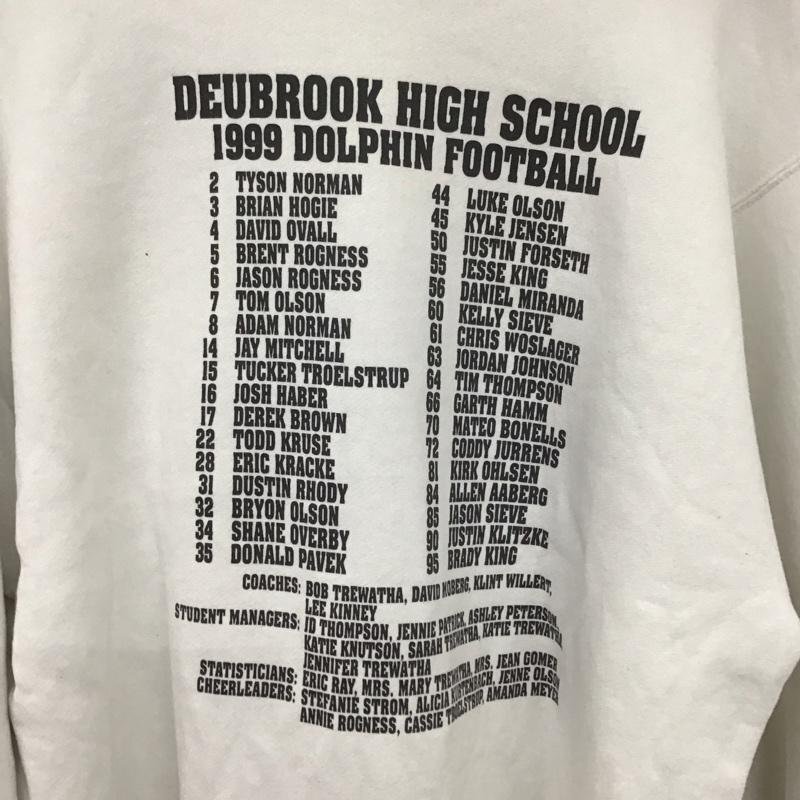 DEUBROOK HIGH SCHOOL
1999 DOLPHIN FOOTBALL
2 TYSON NORMAN
3 BRIAN HOGIE
4 DAVID OVALL
5 BRENT ROGNESS
6 JASON ROGNESS
7 TOM OLSON
8 ADAM NORMAN
14 JAY MITCHELL
15 TUCKER TROELSTRUP
16 JOSH HABER
17 DEREK BROWN
22 TODD KRUSE
28 ERIC KRACKE
31 DUSTIN RHODY
32 BRYON OLSON
34 SHANE OVERBY
35 DONALD PAVEK
44 LUKE OLSON
45 KYLE JENSEN
50 JUSTIN FORSETH
55 JESSE KING
56 DANIEL MIRANDA
60 KELLY SIEVE
61 CHRIS WOSLAGER
63 JORDAN JOHNSON
64 TIM THOMPSON
66 GARTH HAMM
70 MATEO BONELLS
72 CODDY JURRENS
81 KIRK OHLSEN
84 ALLEN AABERG
85 JASON SIEVE
90 JUSTIN KLITZKE
95 BRADY KING
COACHES: BOB TREWATHA, DAVID MOBERG, KLINT WILLERT,
LEE KINNEY
STUDENT MANAGERS: JD THOMPSON, JENNIE PATRICK, ASHLEY PETERSON,
KATIE KNUTSON, SARAH TREWATHA, KATIE TREWATHA
JENNIFER TREWATHA
STATISTICIANS: ERIC RAY, MRS. MARY TREWATHA, MRS. JEAN GOMER
CHEERLEADERS: STEFANIE STROM, ALICIA JENNE OLSON
ANNIE ROGNESS, CASSIE TROELSTRUP, AMANDA MEYER